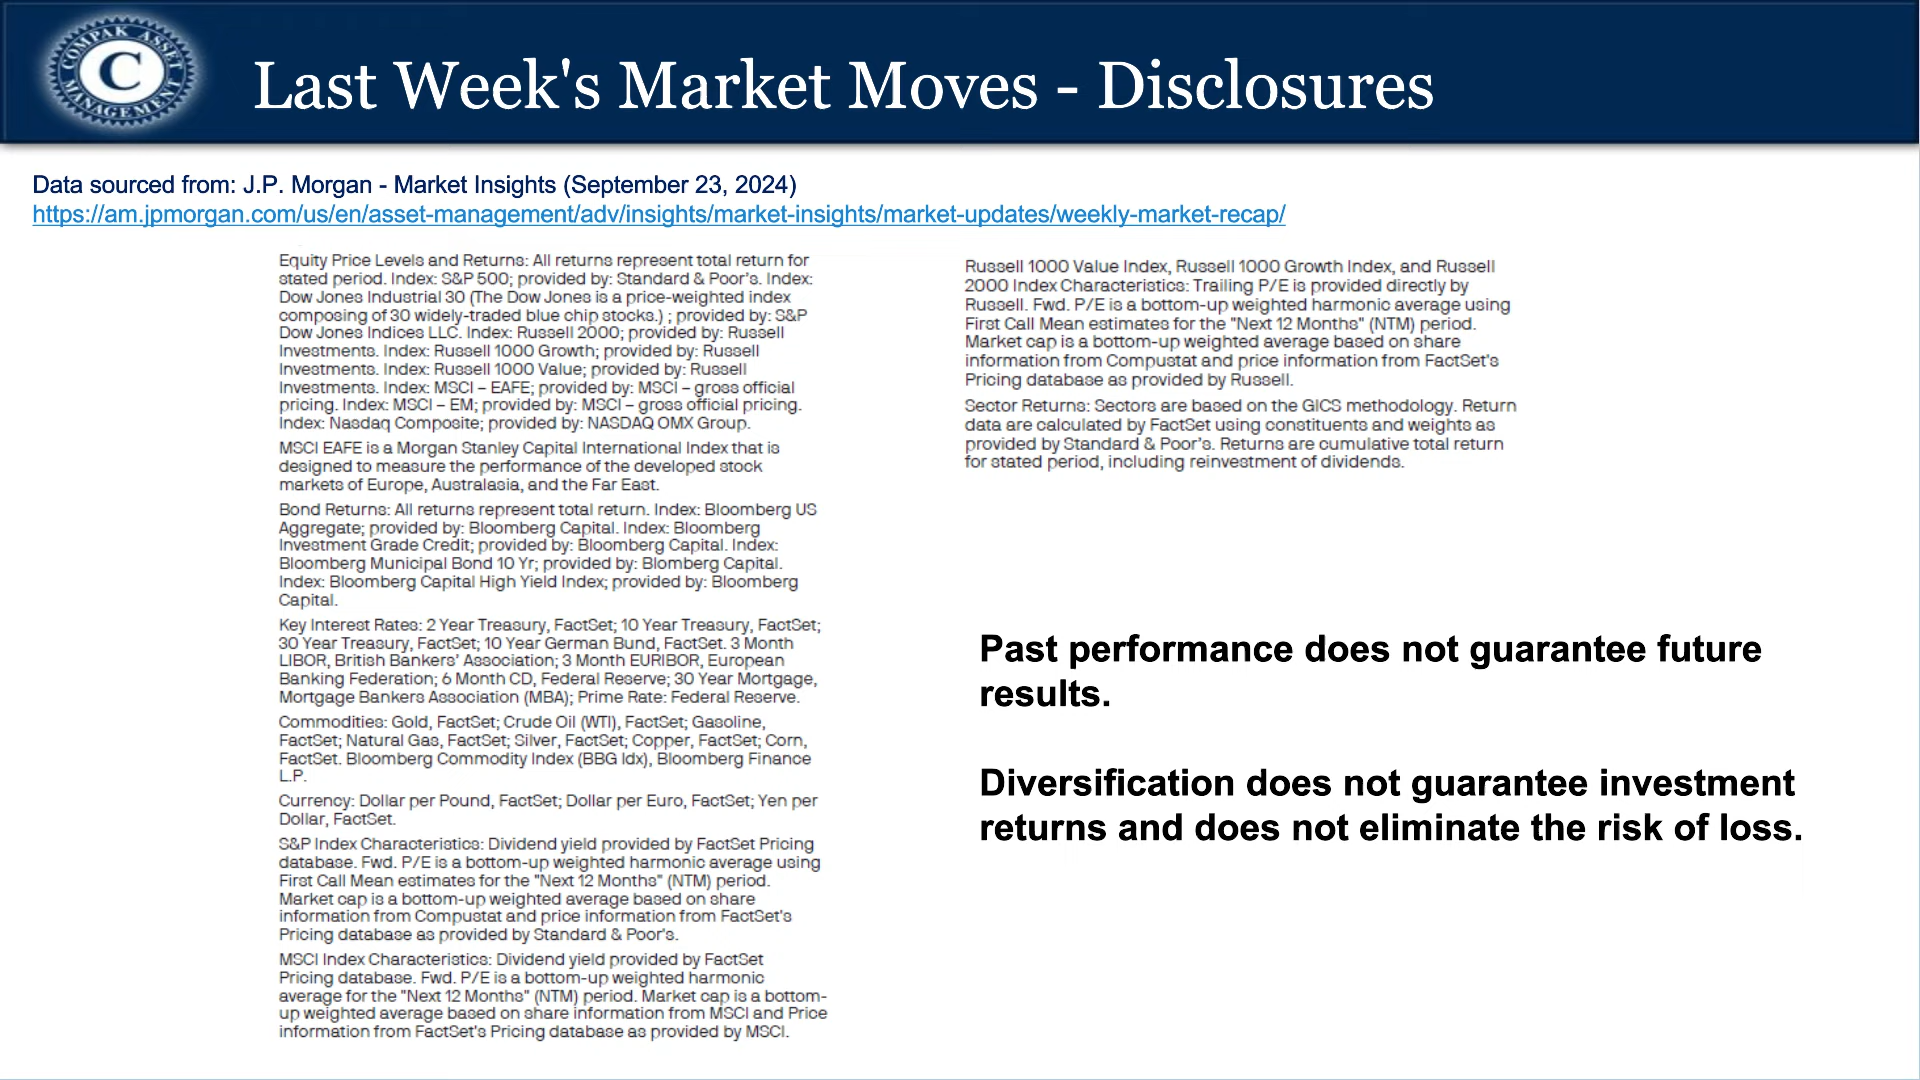 COMPAK ASSET
C
MANAGEMENT
Last Week's Market Moves - Disclosures
Data sourced from: J.P. Morgan - Market Insights (September 23, 2024)
https://am.jpmorgan.com/us/en/asset-management/adv/insights/market-insights/market-updates/weekly-market-recap/
Equity Price Levels and Returns: All returns represent total return for
stated period. Index: S&P 500; provided by: Standard & Poor's. Index:
Dow Jones Industrial 30 (The Dow Jones is a price-weighted index
composing of 30 widely-traded blue chip stocks.) ; provided by: S&P
Dow Jones Indices LLC. Index: Russell 2000; provided by: Russell
Investments. Index: Russell 1000 Growth; provided by: Russell
Investments. Index: Russell 1000 Value; provided by: Russell
Investments. Index: MSCI – EAFE; provided by: MSCI – gross official
pricing. Index: MSCI – EM; provided by: MSCI – gross official pricing.
Index: Nasdaq Composite; provided by: NASDAQ OMX Group.
MSCI EAFE is a Morgan Stanley Capital International Index that is
designed to measure the performance of the developed stock
markets of Europe, Australasia, and the Far East.
Bond Returns: All returns represent total return. Index: Bloomberg US
Aggregate; provided by: Bloomberg Capital. Index: Bloomberg
Investment Grade Credit; provided by: Bloomberg Capital. Index:
Bloomberg Municipal Bond 10 Yr; provided by: Blomberg Capital.
Index: Bloomberg Capital High Yield Index; provided by: Bloomberg
Capital.
Key Interest Rates: 2 Year Treasury, FactSet; 10 Year Treasury, FactSet;
30 Year Treasury, FactSet; 10 Year German Bund, FactSet. 3 Month
LIBOR, British Bankers' Association; 3 Month EURIBOR, European
Banking Federation; 6 Month CD, Federal Reserve; 30 Year Mortgage,
Mortgage Bankers Association (MBA); Prime Rate: Federal Reserve.
Commodities: Gold, FactSet; Crude Oil (WTI), FactSet; Gasoline,
FactSet; Natural Gas, FactSet; Silver, FactSet; Copper, FactSet; Corn,
FactSet. Bloomberg Commodity Index (BBG Idx), Bloomberg Finance
L.P.
Currency: Dollar per Pound, FactSet; Dollar per Euro, FactSet; Yen per
Dollar, FactSet.
S&P Index Characteristics: Dividend yield provided by FactSet Pricing
database. Fwd. P/E is a bottom-up weighted harmonic average using
First Call Mean estimates for the "Next 12 Months" (NTM) period.
Market cap is a bottom-up weighted average based on share
information from Compustat and price information from FactSet's
Pricing database as provided by Standard & Poor's.
MSCI Index Characteristics: Dividend yield provided by FactSet
Pricing database. Fwd. P/E is a bottom-up weighted harmonic
average for the "Next 12 Months" (NTM) period. Market cap is a bottom-
up weighted average based on share information from MSCI and Price
information from FactSet's Pricing database as provided by MSCI.
Russell 1000 Value Index, Russell 1000 Growth Index, and Russell
2000 Index Characteristics: Trailing P/E is provided directly by
Russell. Fwd. P/E is a bottom-up weighted harmonic average using
First Call Mean estimates for the "Next 12 Months" (NTM) period.
Market cap is a bottom-up weighted average based on share
information from Compustat and price information from FactSet's
Pricing database as provided by Russell.
Sector Returns: Sectors are based on the GICS methodology. Return
data are calculated by FactSet using constituents and weights as
provided by Standard & Poor's. Returns are cumulative total return
for stated period, including reinvestment of dividends.
Past performance does not guarantee future
results.
Diversification does not guarantee investment
returns and does not eliminate the risk of loss.